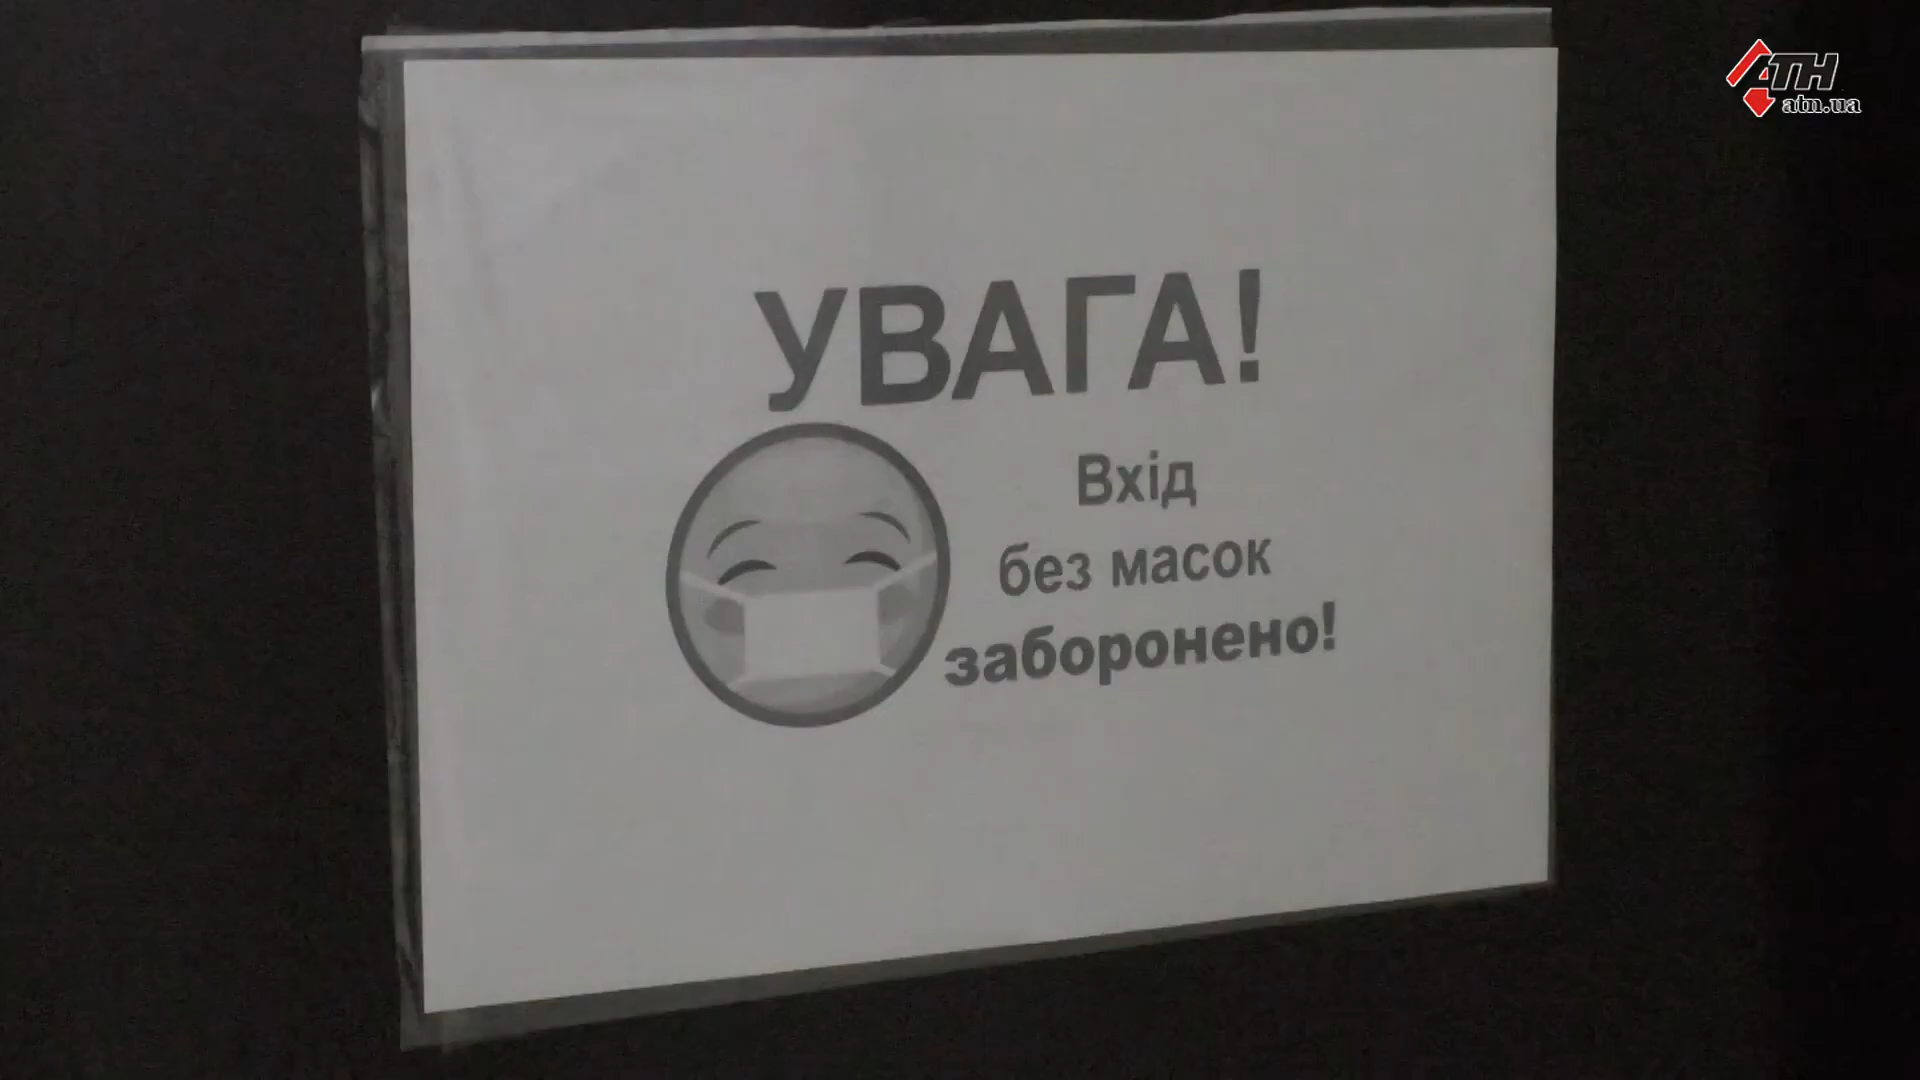 АТН
atn.ua
УВАГА!
Вхід
без масок
заборонено!